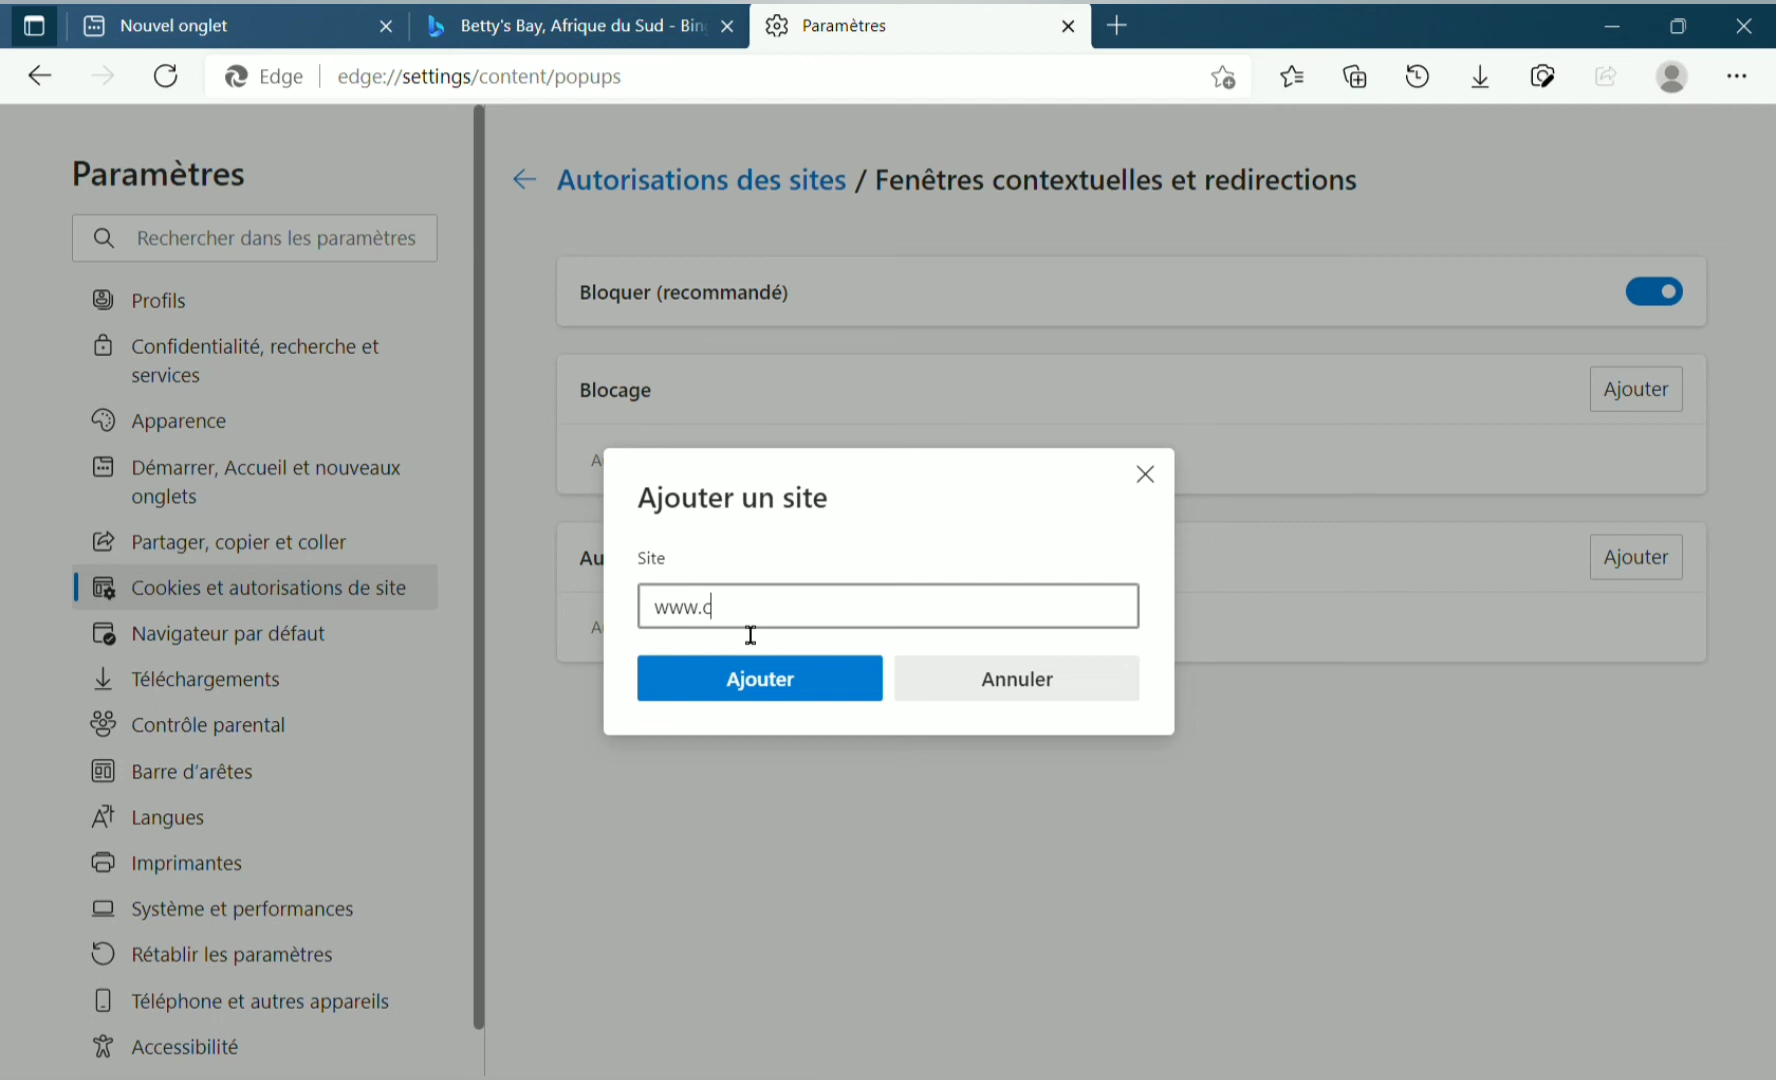 Nouvel onglet
Betty's Bay, Afrique du Sud - Bin
Paramètres
Edge
edge://settings/content/popups
Paramètres
Rechercher dans les paramètres
Profils
Confidentialité, recherche et
services
Apparence
Démarrer, Accueil et nouveaux
onglets
Partager, copier et coller
Cookies et autorisations de site
Navigateur par défaut
Téléchargements
Contrôle parental
Barre d'arêtes
Langues
Imprimantes
Système et performances
Rétablir les paramètres
Téléphone et autres appareils
Accessibilité
Autorisations des sites / Fenêtres contextuelles et redirections
Bloquer (recommandé)
Blocage
Ajouter
Au
Ajouter
Ajouter un site
Site
www.c
Ajouter
Annuler